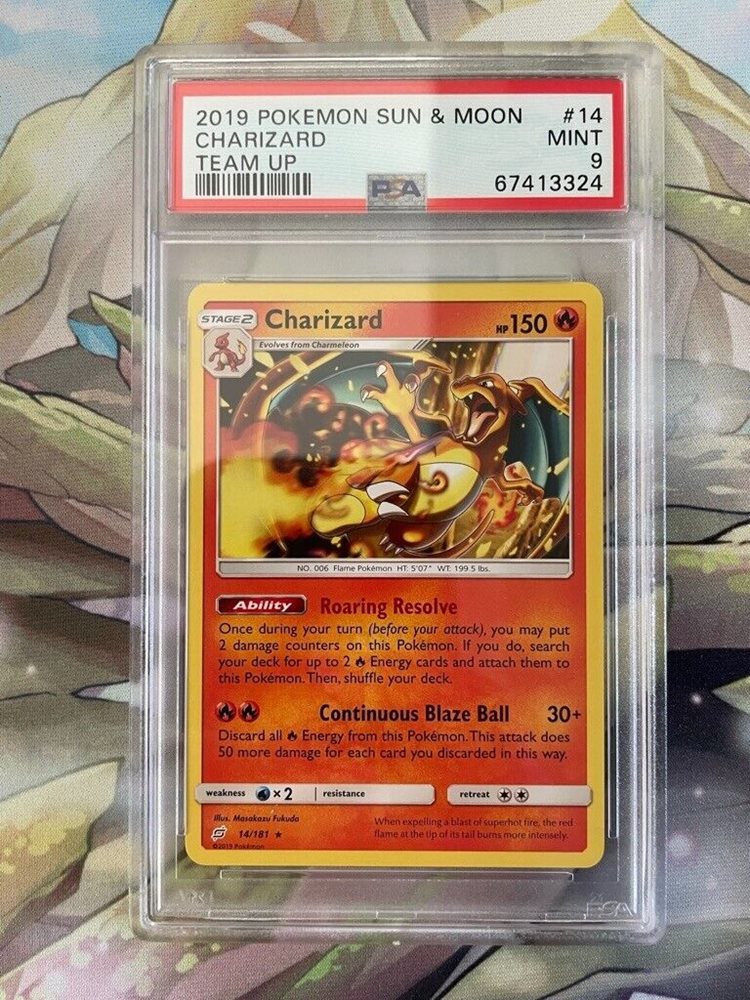 2019 POKEMON SUN & MOON #14
CHARIZARD MINT
TEAM UP 9
PSA 67413324
STAGE 2 Charizard HP 150
Evolves from Charmeleon
NO. 006 Flame Pokémon HT: 5'07" WT: 199.5 lbs.
Ability Roaring Resolve
Once during your turn (before your attack), you may put
2 damage counters on this Pokémon. If you do, search
your deck for up to 2 Energy cards and attach them to
this Pokémon. Then, shuffle your deck.
Continuous Blaze Ball 30+
Discard all Energy from this Pokémon. This attack does
50 more damage for each card you discarded in this way.
weakness ×2 resistance retreat
Illus. Masakazu Fukuda
When expelling a blast of superhot fire, the red
14/181 ★ flame at the tip of its tail burns more intensely.
©2019 Pokémon
PSA